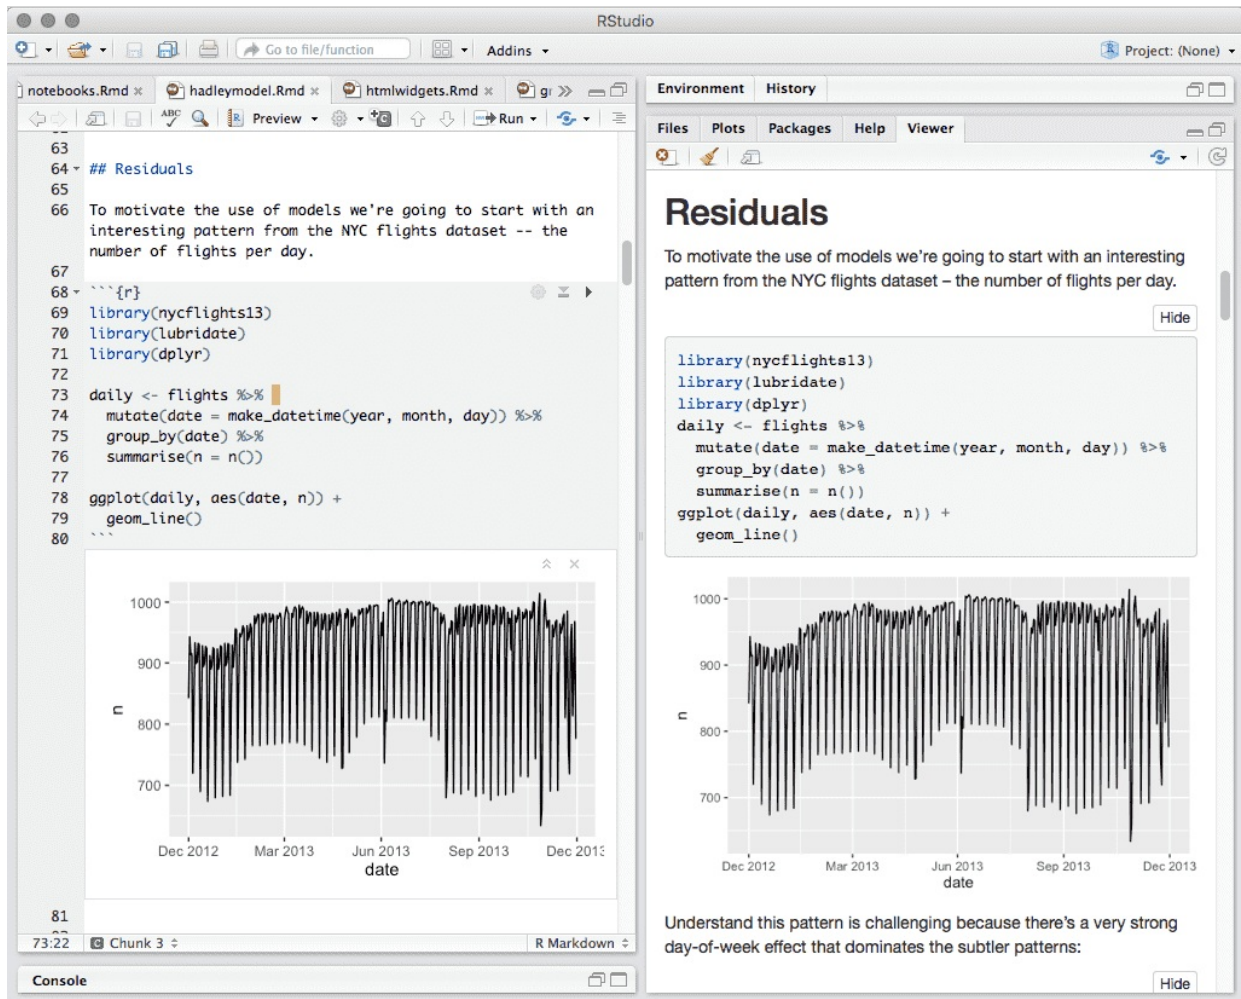 RStudio
Go to file/function
Addins
Project: (None)
notebooks.Rmd
hadleymodel.Rmd
htmlwidgets.Rmd
gr
ABC
Preview
Run
63
64 ## Residuals
65
66 To motivate the use of models we're going to start with an
interesting pattern from the NYC flights dataset -- the
number of flights per day.
67
68 ```{r}
69 library(nycflights13)
70 library(lubridate)
71 library(dplyr)
72
73 daily <- flights %>%
74 mutate(date = make_datetime(year, month, day)) %>%
75 group_by(date) %>%
76 summarise(n = n())
77
78 ggplot(daily, aes(date, n)) +
79 geom_line()
80 ```
1000
900
800
700
n
Dec 2012 Mar 2013 Jun 2013 Sep 2013 Dec 2013
date
81
73:22 C Chunk 3 R Markdown
Console
Environment History
Files Plots Packages Help Viewer
Residuals
To motivate the use of models we’re going to start with an interesting
pattern from the NYC flights dataset – the number of flights per day.
Hide
library(nycflights13)
library(lubridate)
library(dplyr)
daily <- flights %>%
mutate(date = make_datetime(year, month, day)) %>%
group_by(date) %>%
summarise(n = n())
ggplot(daily, aes(date, n)) +
geom_line()
1000
900
800
700
n
Dec 2012 Mar 2013 Jun 2013 Sep 2013 Dec 2013
date
Understand this pattern is challenging because there’s a very strong
day-of-week effect that dominates the subtler patterns:
Hide